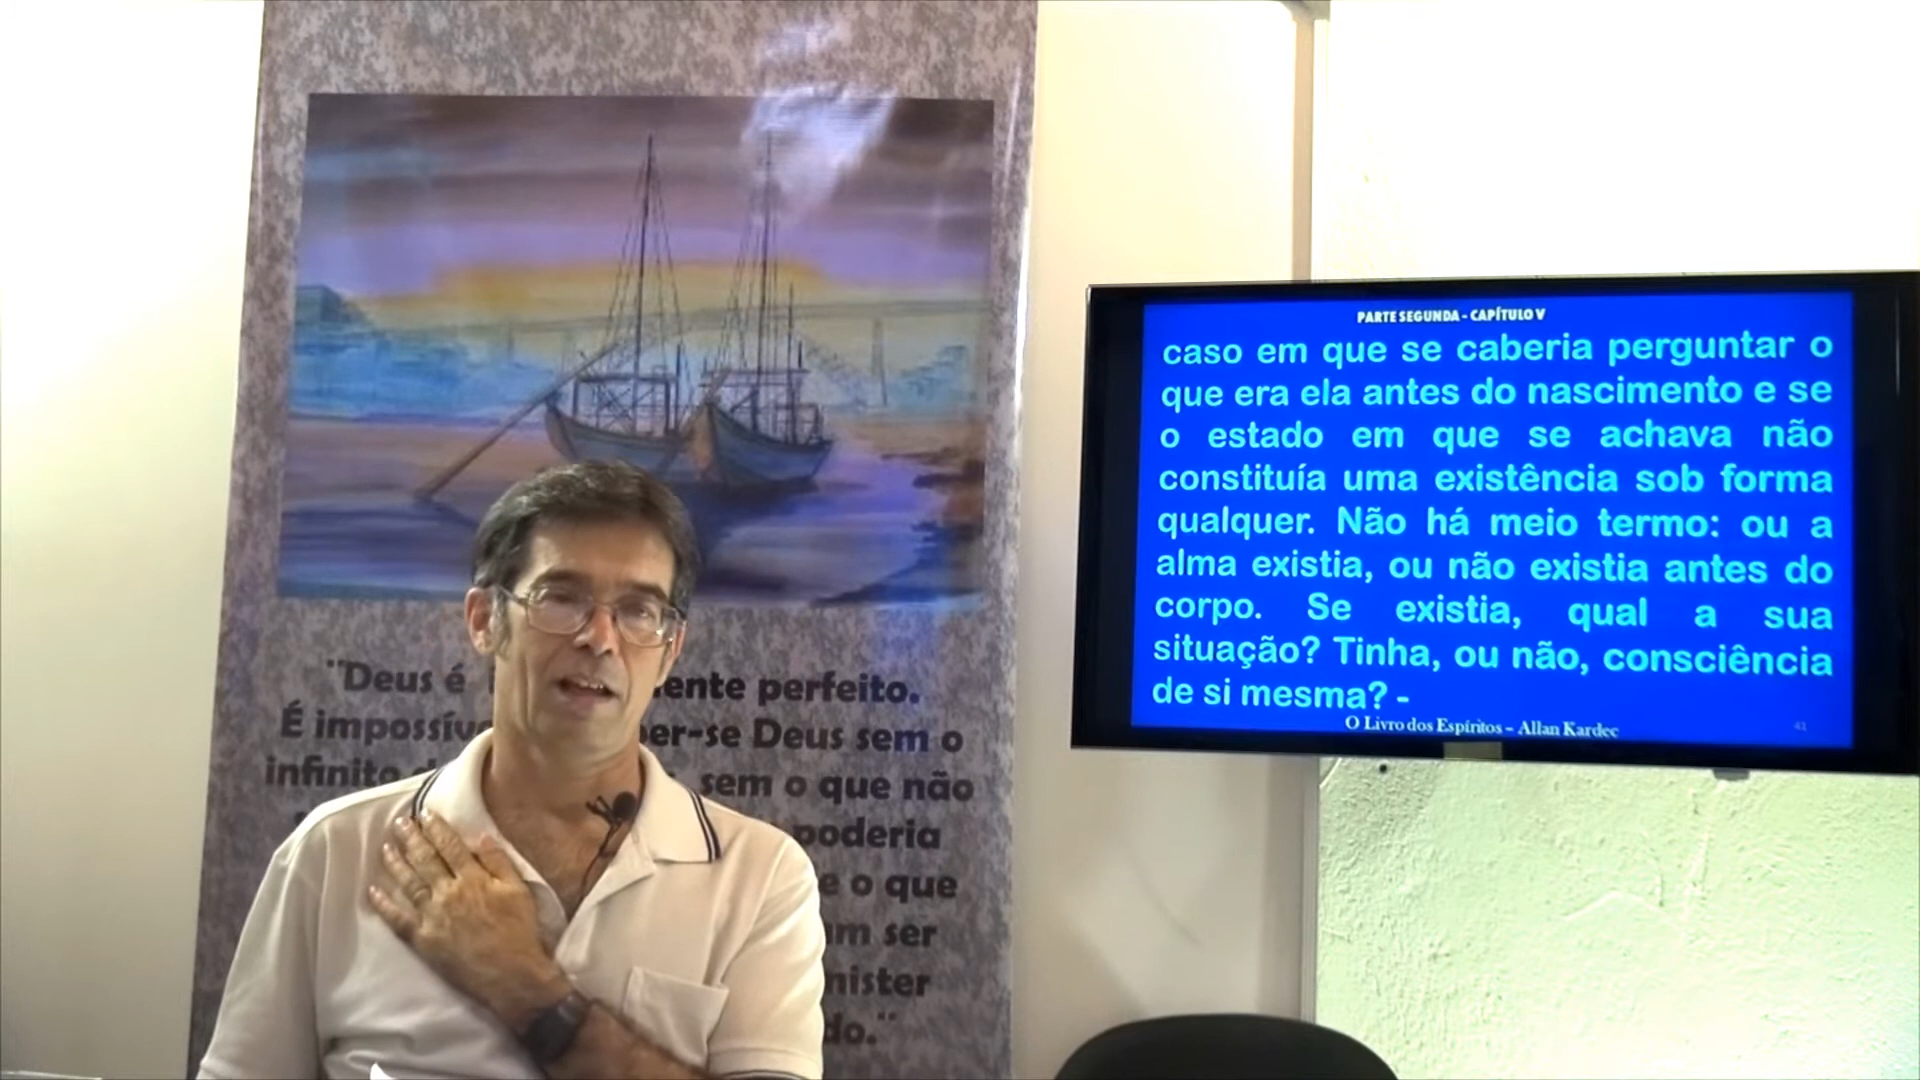 ¨Deus é ente perfeito.
É impossív er-se Deus sem o
infinito sem o que não
poderia
e o que
am ser
mister
do.¨
PARTE SEGUNDA - CAPÍTULO V
caso em que se caberia perguntar o
que era ela antes do nascimento e se
o estado em que se achava não
constituía uma existência sob forma
qualquer. Não há meio termo: ou a
alma existia, ou não existia antes do
corpo. Se existia, qual a sua
situação? Tinha, ou não, consciência
de si mesma? -
O Livro dos Espíritos - Allan Kardec
41